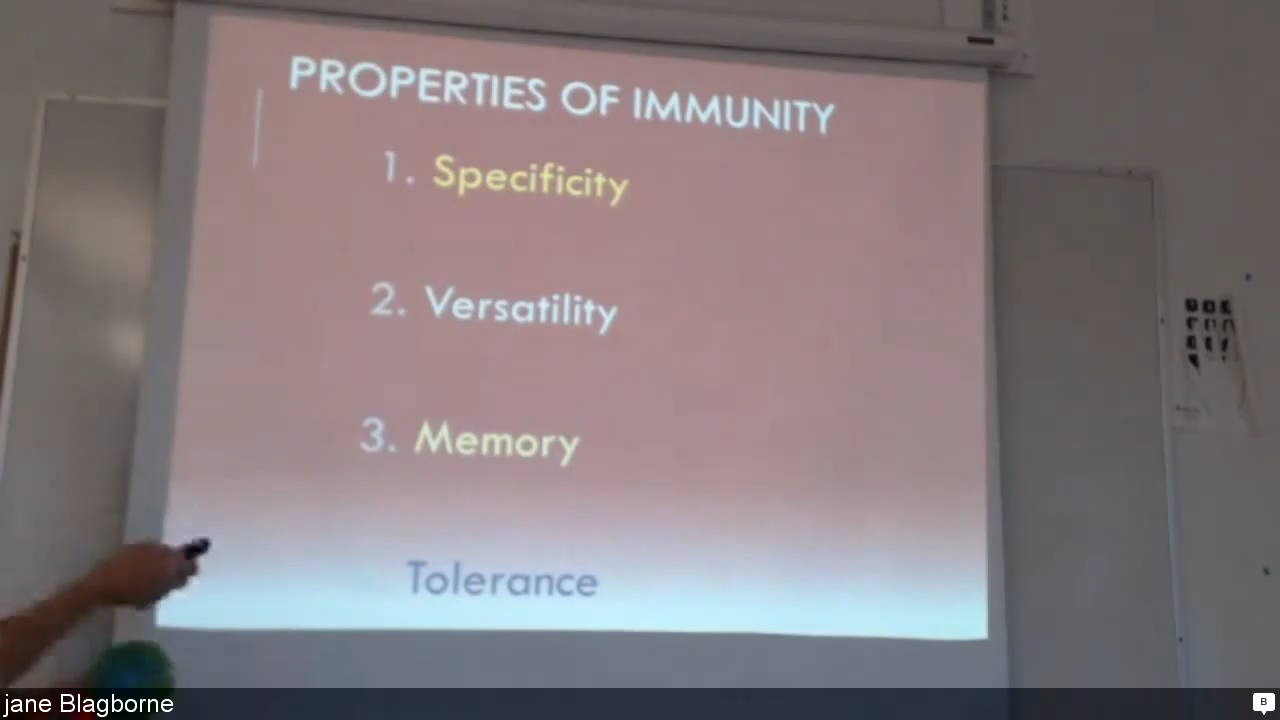 PROPERTIES OF IMMUNITY
1. Specificity
2. Versatility
3. Memory
Tolerance
jane Blagborne
B